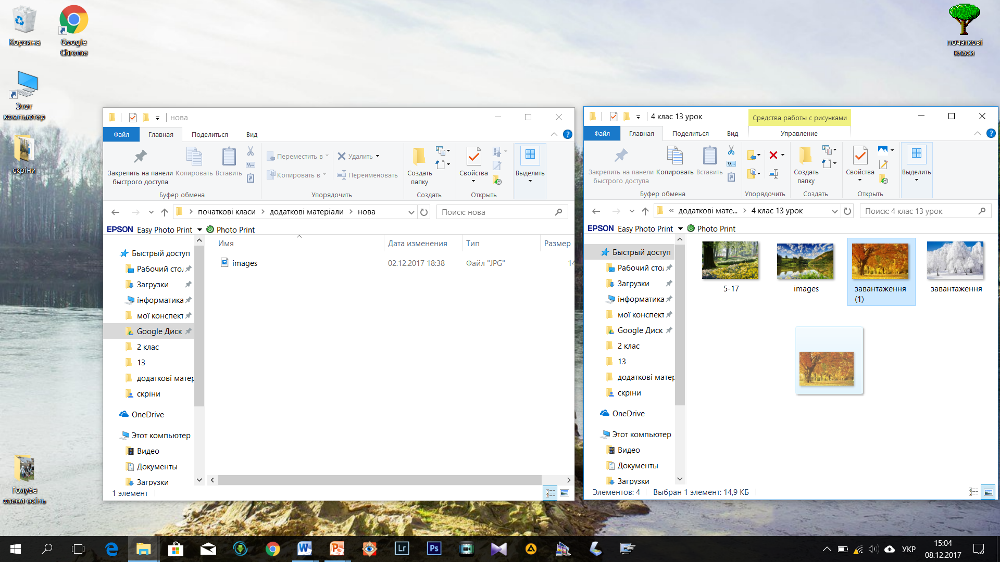 Корзина
Google
Chrome
Этот
компьютер
скріни
Голубе
озеол осінь
початкові
класи
нова
Файл
Главная
Поделиться
Вид
Закрепить на панели
быстрого доступа
Копировать
Вставить
Буфер обмена
Переместить в
Копировать в
Удалить
Переименовать
Упорядочить
Создать
папку
Создать
Свойства
Открыть
Выделить
початкові класи
додаткові матеріали
нова
Поиск: нова
EPSON Easy Photo Print
Photo Print
Имя
Дата изменения
Тип
Размер
images
02.12.2017 18:38
Файл "JPG"
14
Быстрый доступ
Рабочий стол
Загрузки
інформатика
мої конспект
Google Диск
2 клас
13
додаткові матер
скріни
OneDrive
Этот компьютер
Видео
Документы
Загрузки
1 элемент
4 клас 13 урок
Средства работы с рисунками
Файл
Главная
Поделиться
Вид
Управление
Закрепить на панели
быстрого доступа
Копировать
Вставить
Буфер обмена
Упорядочить
Создать
папку
Создать
Свойства
Открыть
Выделить
« додаткові мате...
4 клас 13 урок
Поиск: 4 клас 13 урок
EPSON Easy Photo Print
Photo Print
Быстрый доступ
Рабочий стол
Загрузки
інформатика
мої конспект
Google Диск
2 клас
13
додаткові матер
скріни
OneDrive
Этот компьютер
Видео
Документы
Загрузки
5-17
images
завантаження
(1)
завантаження
Элементов: 4
Выбран 1 элемент: 14,9 КБ
Lr
Ps
УКР
15:04
08.12.2017